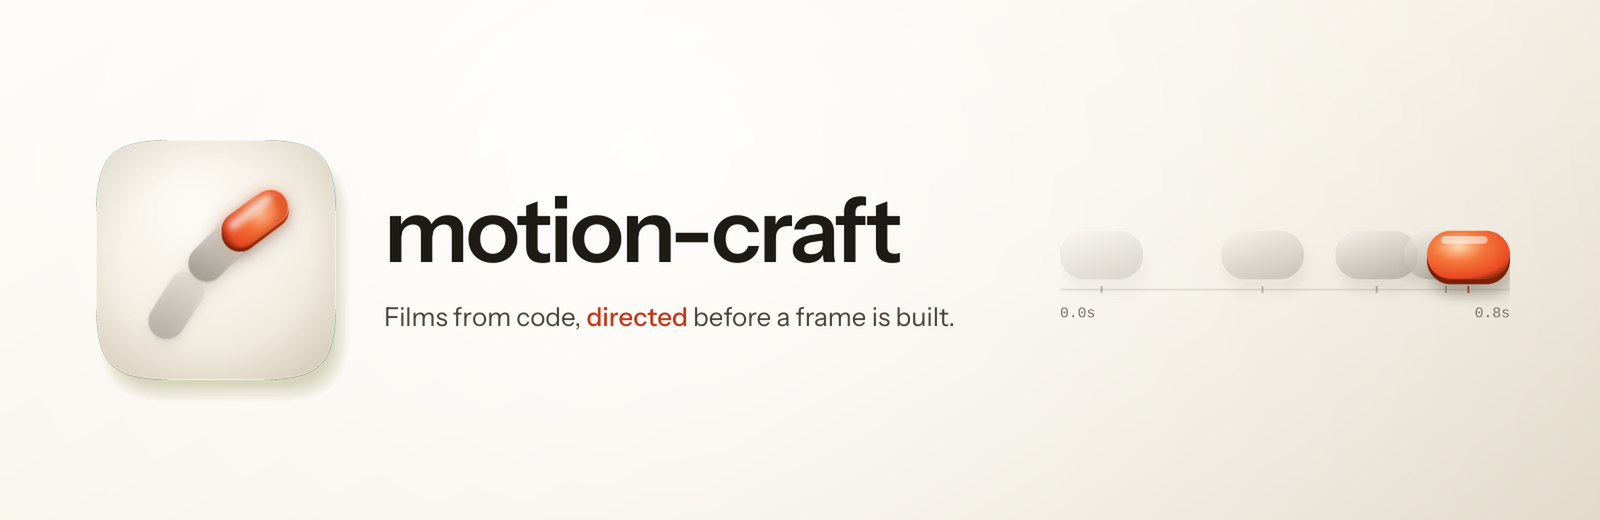 motion-craft
Films from code, directed before a frame is built.
0.0s
0.8s